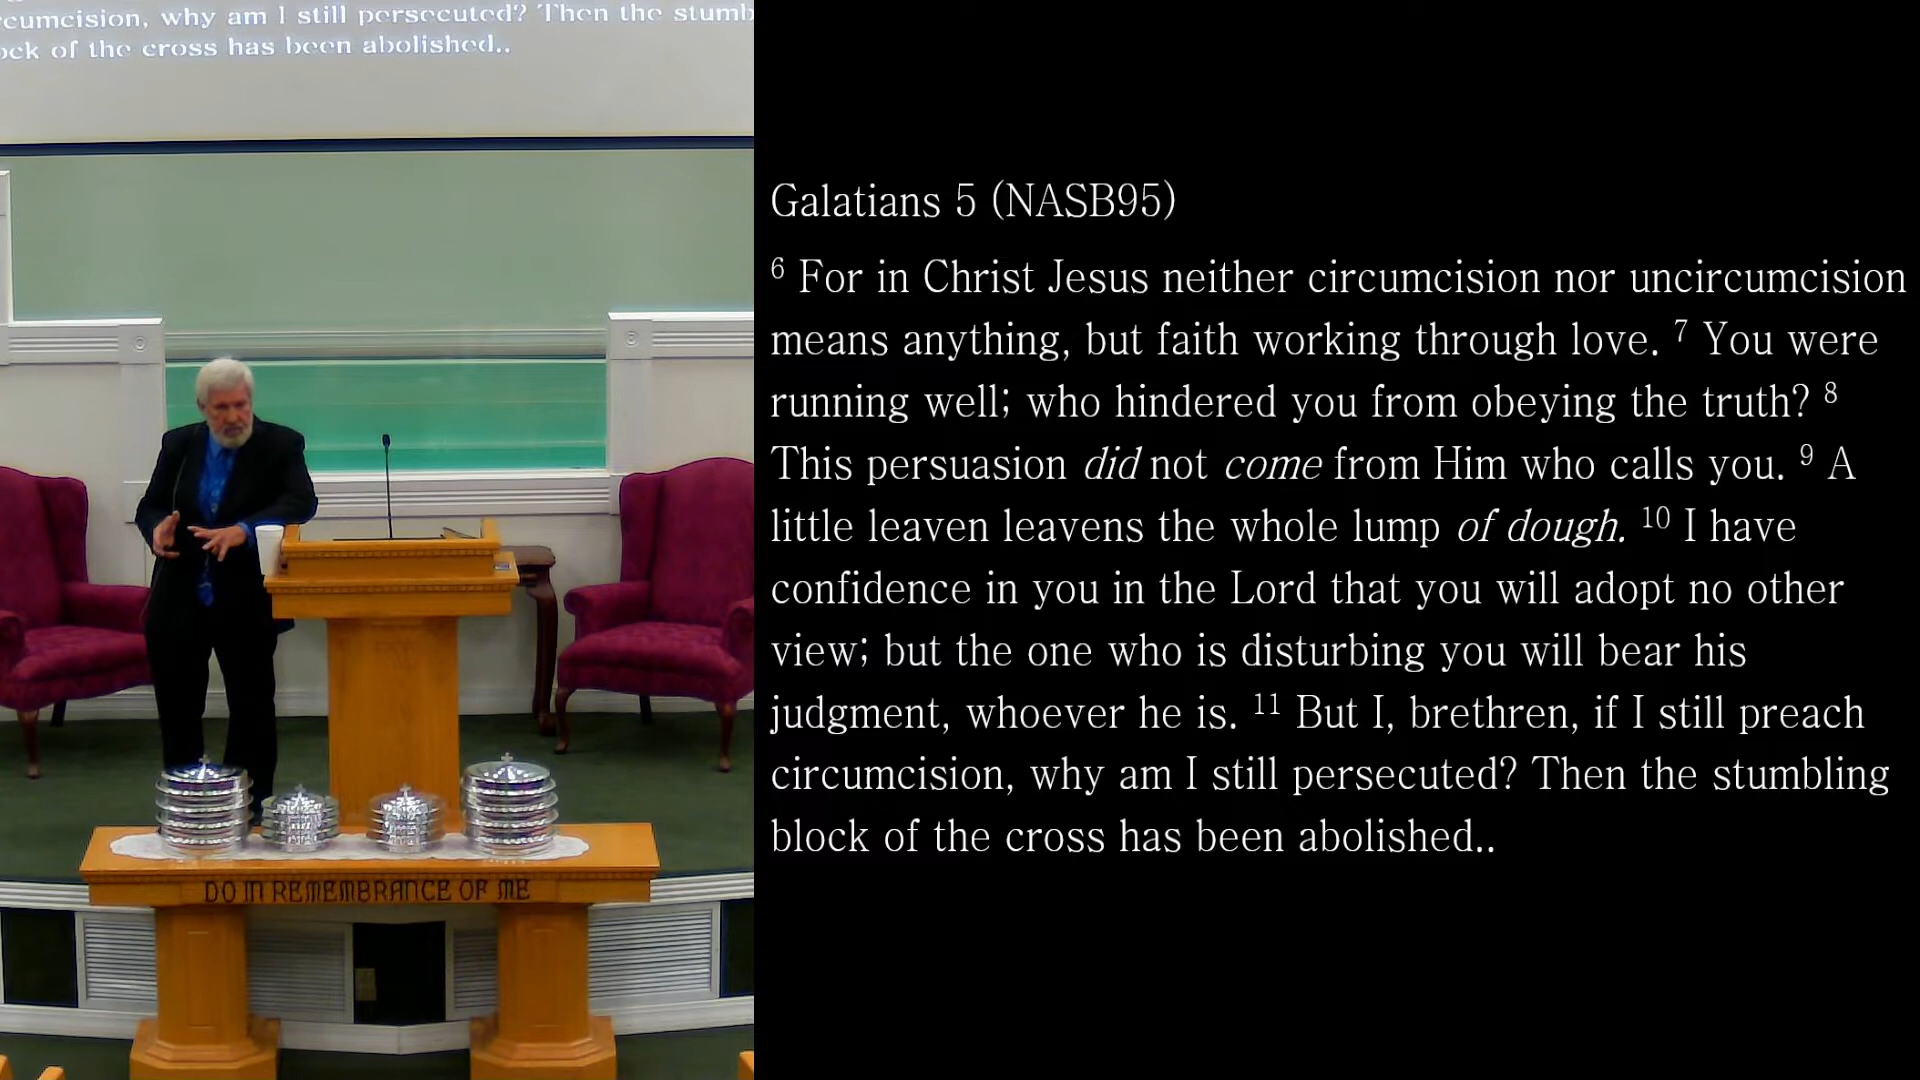 cumcision, why am I still persecuted? Then the stumb
ock of the cross has been abolished..
DO IN REMEMBRANCE OF ME
Galatians 5 (NASB95)
6 For in Christ Jesus neither circumcision nor uncircumcision
means anything, but faith working through love. 7 You were
running well; who hindered you from obeying the truth? 8
This persuasion did not come from Him who calls you. 9 A
little leaven leavens the whole lump of dough. 10 I have
confidence in you in the Lord that you will adopt no other
view; but the one who is disturbing you will bear his
judgment, whoever he is. 11 But I, brethren, if I still preach
circumcision, why am I still persecuted? Then the stumbling
block of the cross has been abolished..